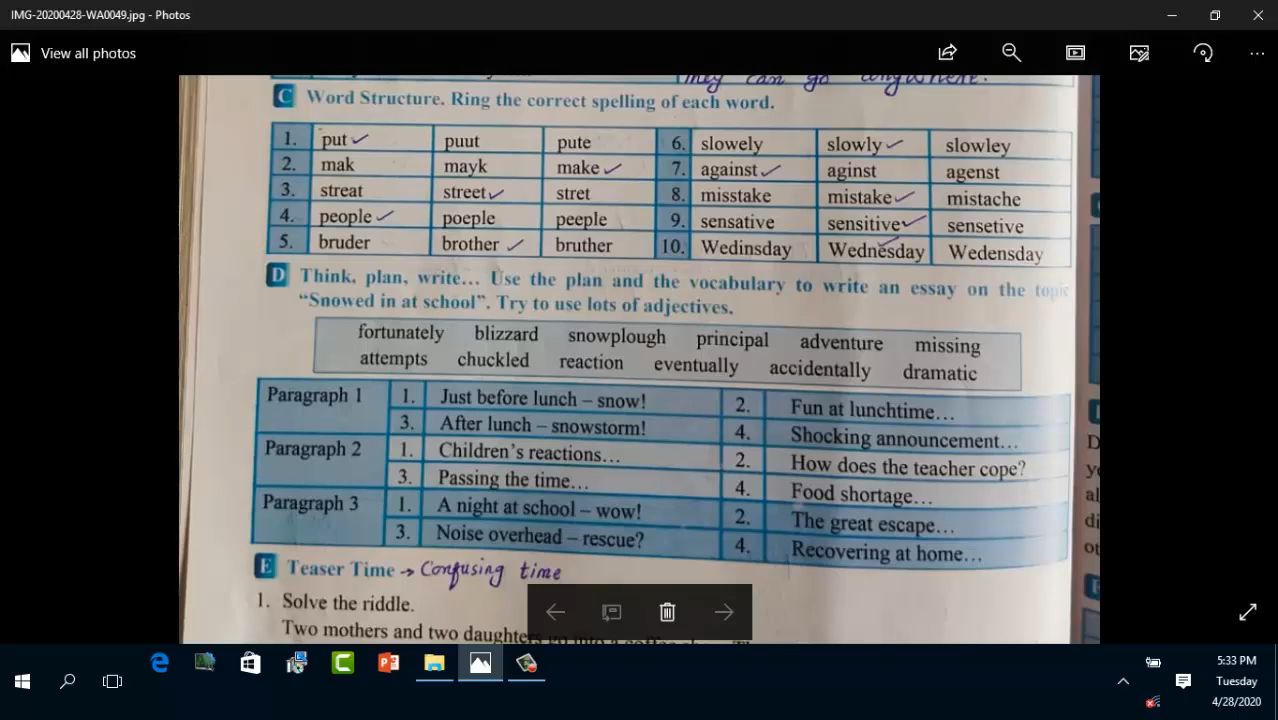 IMG-20200428-WA0049.jpg - Photos
View all photos
they can go anywhere.
C Word Structure. Ring the correct spelling of each word.
1. put ✓ puut pute 6. slowely slowly ✓ slowley
2. mak mayk make ✓ 7. against ✓ aginst agenst
3. streat street ✓ stret 8. misstake mistake ✓ mistache
4. people ✓ poeple peeple 9. sensative sensitive ✓ sensetive
5. bruder brother ✓ bruther 10. Wedinsday Wednesday ✓ Wedensday
D Think, plan, write... Use the plan and the vocabulary to write an essay on the topic
“Snowed in at school”. Try to use lots of adjectives.
fortunately blizzard snowplough principal adventure missing
attempts chuckled reaction eventually accidentally dramatic
Paragraph 1 1. Just before lunch – snow! 2. Fun at lunchtime...
3. After lunch – snowstorm! 4. Shocking announcement...
Paragraph 2 1. Children’s reactions... 2. How does the teacher cope?
3. Passing the time... 4. Food shortage...
Paragraph 3 1. A night at school – wow! 2. The great escape...
3. Noise overhead – rescue? 4. Recovering at home...
E Teaser Time → Confusing time
1. Solve the riddle.
Two mothers and two daughters go into a
5:33 PM
Tuesday
4/28/2020